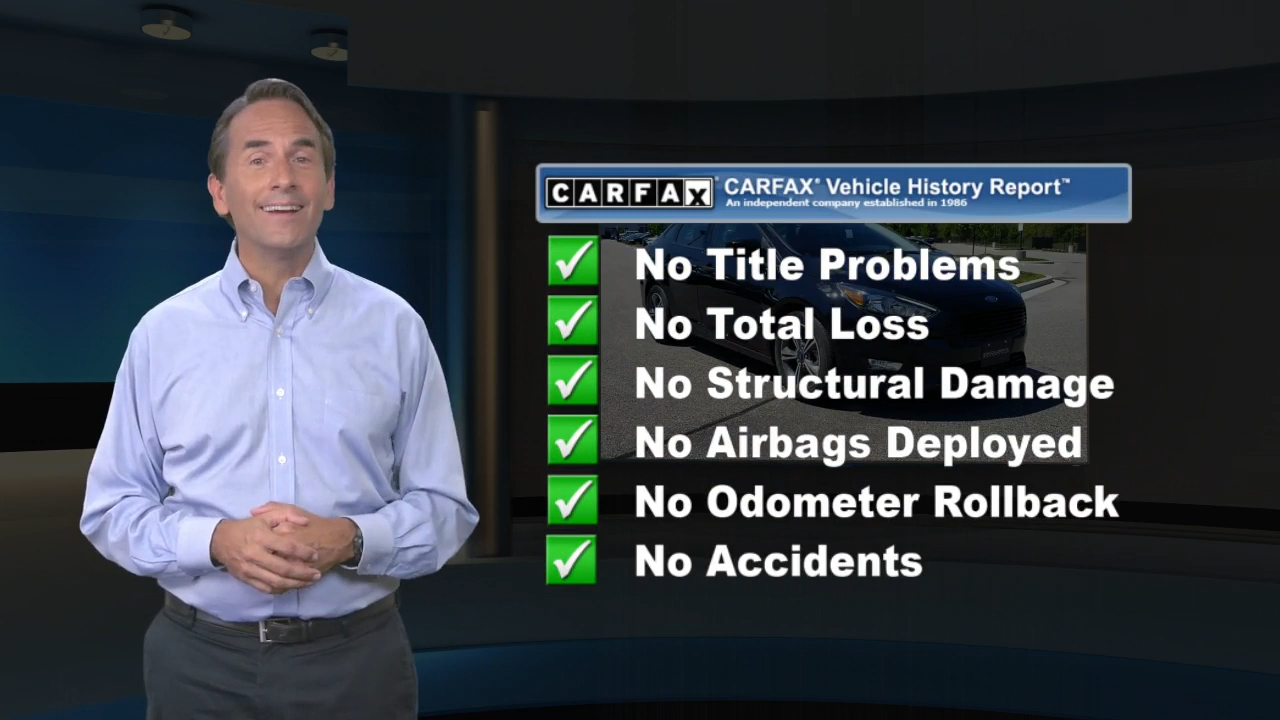 CARFAX
CARFAX® Vehicle History Report™
An independent company established in 1986
No Title Problems
No Total Loss
No Structural Damage
No Airbags Deployed
No Odometer Rollback
No Accidents